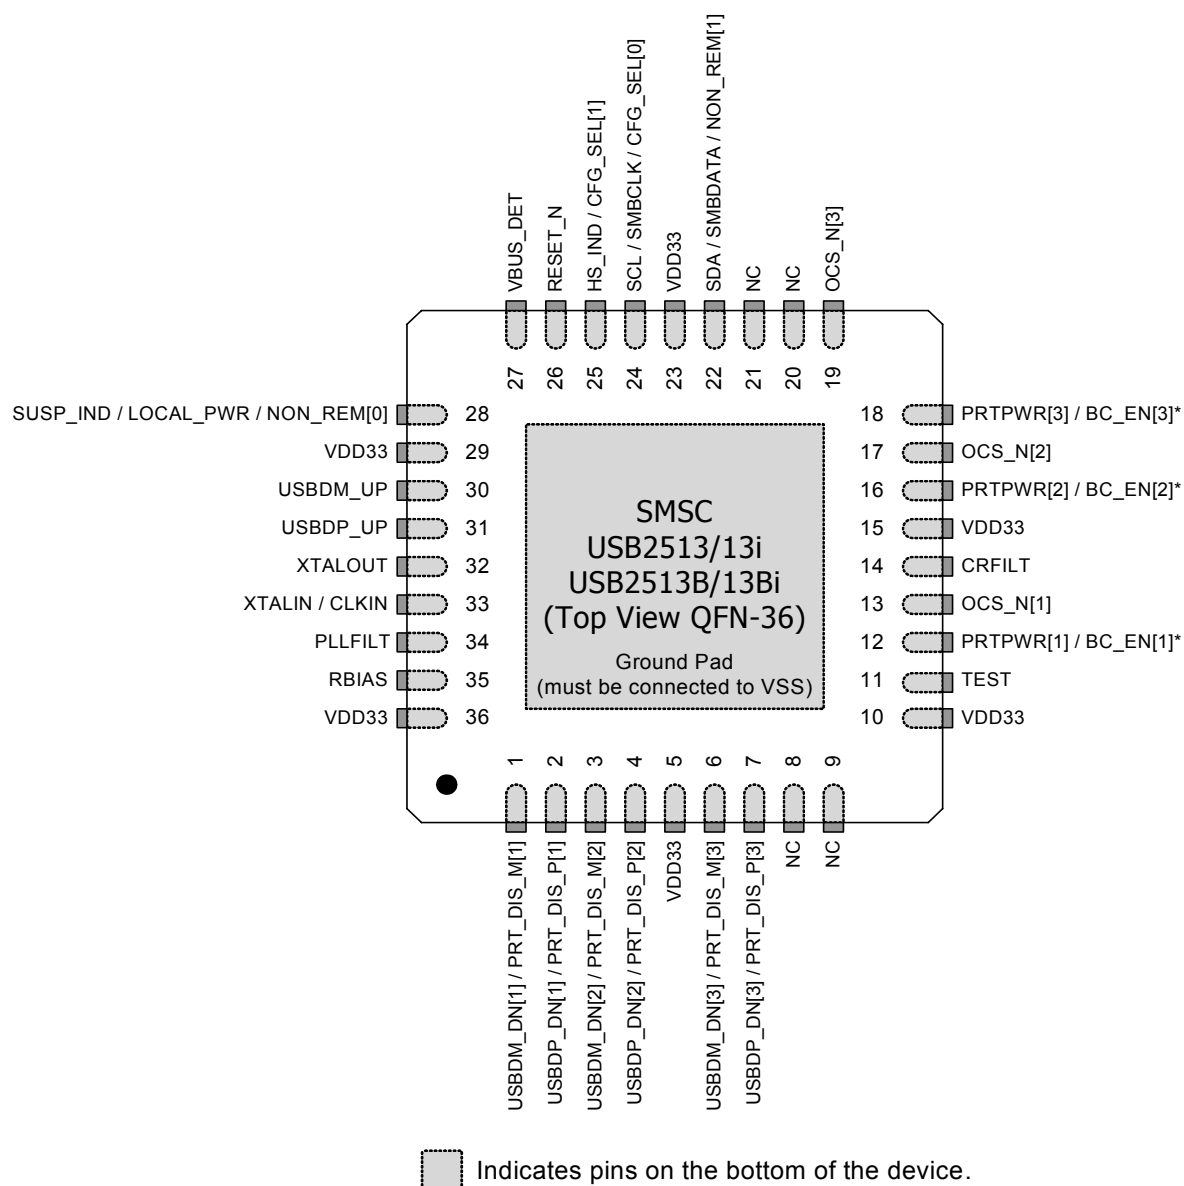 VBUS_DET
RESET_N
HS_IND / CFG_SEL[1]
SCL / SMBCLK / CFG_SEL[0]
VDD33
SDA / SMBDATA / NON_REM[1]
NC
NC
OCS_N[3]
27
26
25
24
23
22
21
20
19
SUSP_IND / LOCAL_PWR / NON_REM[0] 28
VDD33 29
USBDM_UP 30
USBDP_UP 31
XTALOUT 32
XTALIN / CLKIN 33
PLLFILT 34
RBIAS 35
VDD33 36
SMSC
USB2513/13i
USB2513B/13Bi
(Top View QFN-36)
Ground Pad
(must be connected to VSS)
18 PRTPWR[3] / BC_EN[3]*
17 OCS_N[2]
16 PRTPWR[2] / BC_EN[2]*
15 VDD33
14 CRFILT
13 OCS_N[1]
12 PRTPWR[1] / BC_EN[1]*
11 TEST
10 VDD33
1
2
3
4
5
6
7
8
9
USBDM_DN[1] / PRT_DIS_M[1]
USBDP_DN[1] / PRT_DIS_P[1]
USBDM_DN[2] / PRT_DIS_M[2]
USBDP_DN[2] / PRT_DIS_P[2]
VDD33
USBDM_DN[3] / PRT_DIS_M[3]
USBDP_DN[3] / PRT_DIS_P[3]
NC
NC
Indicates pins on the bottom of the device.